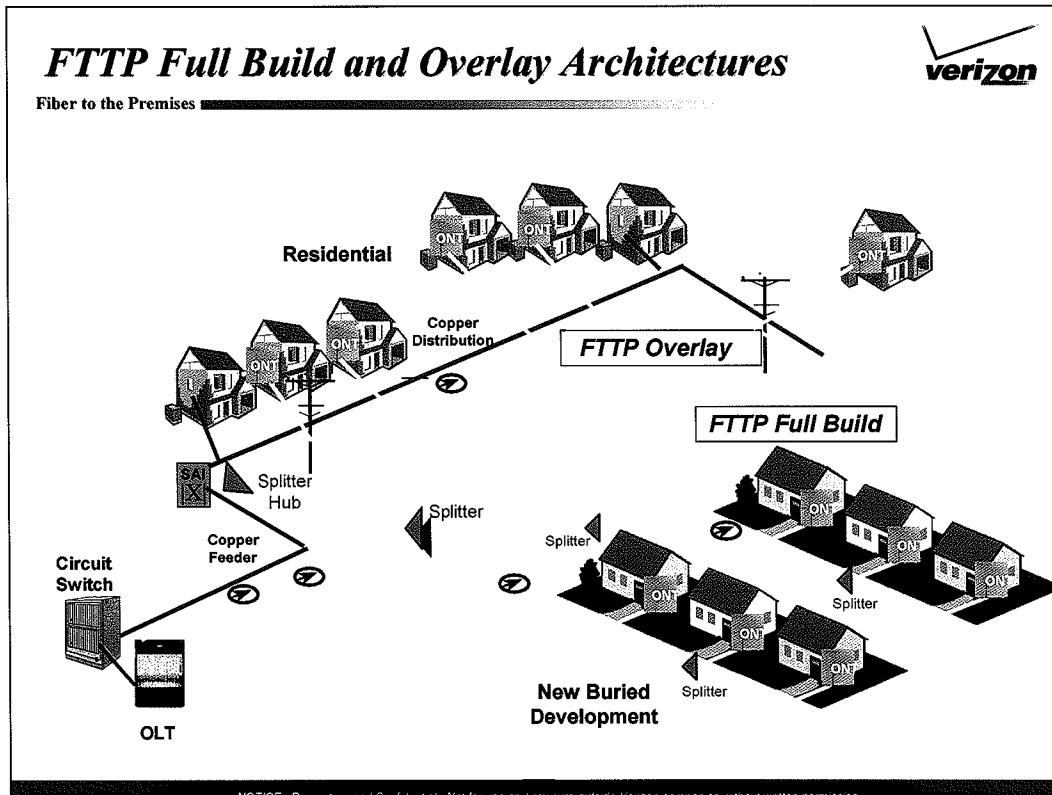 FTTP Full Build and Overlay Architectures
verizon
Fiber to the Premises
ONT
ONT
ONT
Residential
Copper
Distribution
FTTP Overlay
ONT
ONT
FTTP Full Build
SAI
X
Splitter
Hub
Splitter
Splitter
ONT
ONT
ONT
Copper
Feeder
Circuit
Switch
ONT
ONT
ONT
Splitter
Splitter
New Buried
Development
OLT
NOTICE